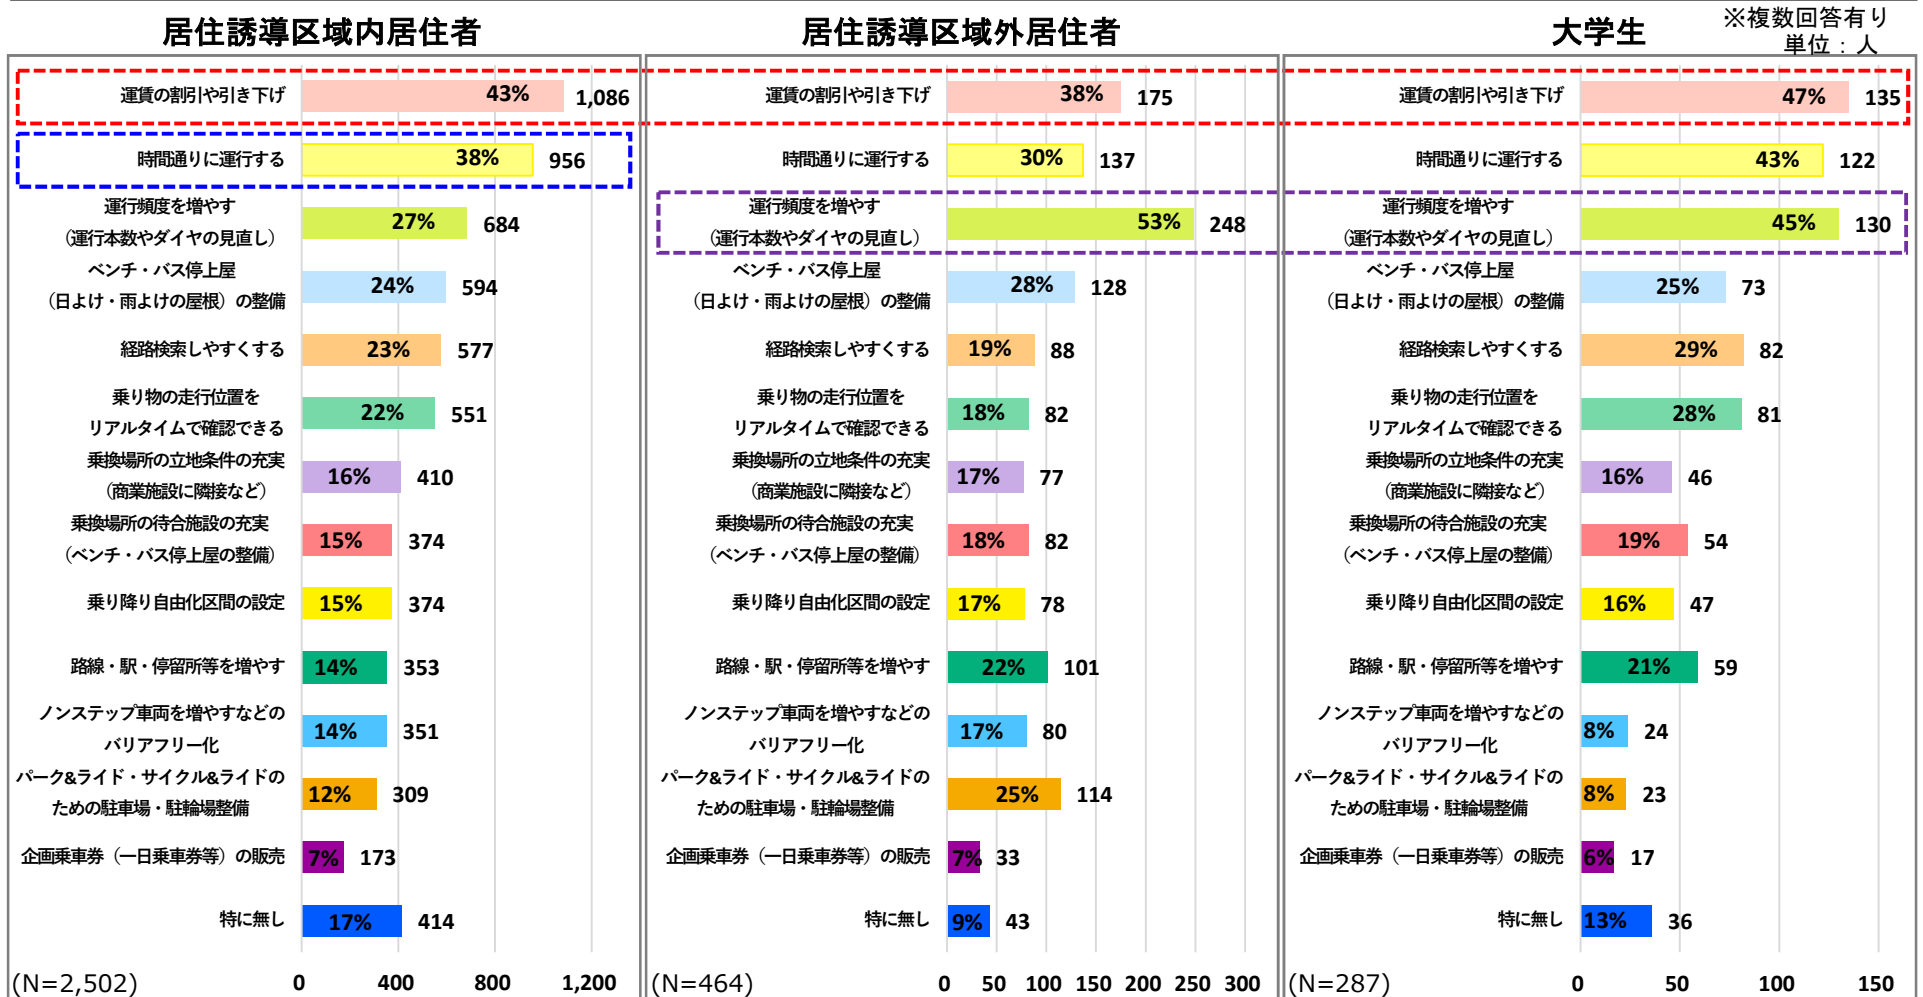 居住誘導区域内居住者
居住誘導区域外居住者
大学生
※複数回答有り
単位：人
運賃の割引や引き下げ
43%
1,086
時間通りに運行する
38%
956
運行頻度を増やす
（運行本数やダイヤの見直し）
27%
684
ベンチ・バス停上屋
（日よけ・雨よけの屋根）の整備
24%
594
経路検索しやすくする
23%
577
乗り物の走行位置を
リアルタイムで確認できる
22%
551
乗換場所の立地条件の充実
（商業施設に隣接など）
16%
410
乗換場所の待合施設の充実
（ベンチ・バス停上屋の整備）
15%
374
乗り降り自由化区間の設定
15%
374
路線・駅・停留所等を増やす
14%
353
ノンステップ車両を増やすなどの
バリアフリー化
14%
351
パーク&ライド・サイクル&ライドの
ための駐車場・駐輪場整備
12%
309
企画乗車券（一日乗車券等）の販売
7%
173
特に無し
17%
414
(N=2,502)
0 400 800 1,200
運賃の割引や引き下げ
38%
175
時間通りに運行する
30%
137
運行頻度を増やす
（運行本数やダイヤの見直し）
53%
248
ベンチ・バス停上屋
（日よけ・雨よけの屋根）の整備
28%
128
経路検索しやすくする
19%
88
乗り物の走行位置を
リアルタイムで確認できる
18%
82
乗換場所の立地条件の充実
（商業施設に隣接など）
17%
77
乗換場所の待合施設の充実
（ベンチ・バス停上屋の整備）
18%
82
乗り降り自由化区間の設定
17%
78
路線・駅・停留所等を増やす
22%
101
ノンステップ車両を増やすなどの
バリアフリー化
17%
80
パーク&ライド・サイクル&ライドの
ための駐車場・駐輪場整備
25%
114
企画乗車券（一日乗車券等）の販売
7%
33
特に無し
9%
43
(N=464)
0 50 100 150 200 250 300
運賃の割引や引き下げ
47%
135
時間通りに運行する
43%
122
運行頻度を増やす
（運行本数やダイヤの見直し）
45%
130
ベンチ・バス停上屋
（日よけ・雨よけの屋根）の整備
25%
73
経路検索しやすくする
29%
82
乗り物の走行位置を
リアルタイムで確認できる
28%
81
乗換場所の立地条件の充実
（商業施設に隣接など）
16%
46
乗換場所の待合施設の充実
（ベンチ・バス停上屋の整備）
19%
54
乗り降り自由化区間の設定
16%
47
路線・駅・停留所等を増やす
21%
59
ノンステップ車両を増やすなどの
バリアフリー化
8%
24
パーク&ライド・サイクル&ライドの
ための駐車場・駐輪場整備
8%
23
企画乗車券（一日乗車券等）の販売
6%
17
特に無し
13%
36
(N=287)
0 50 100 150